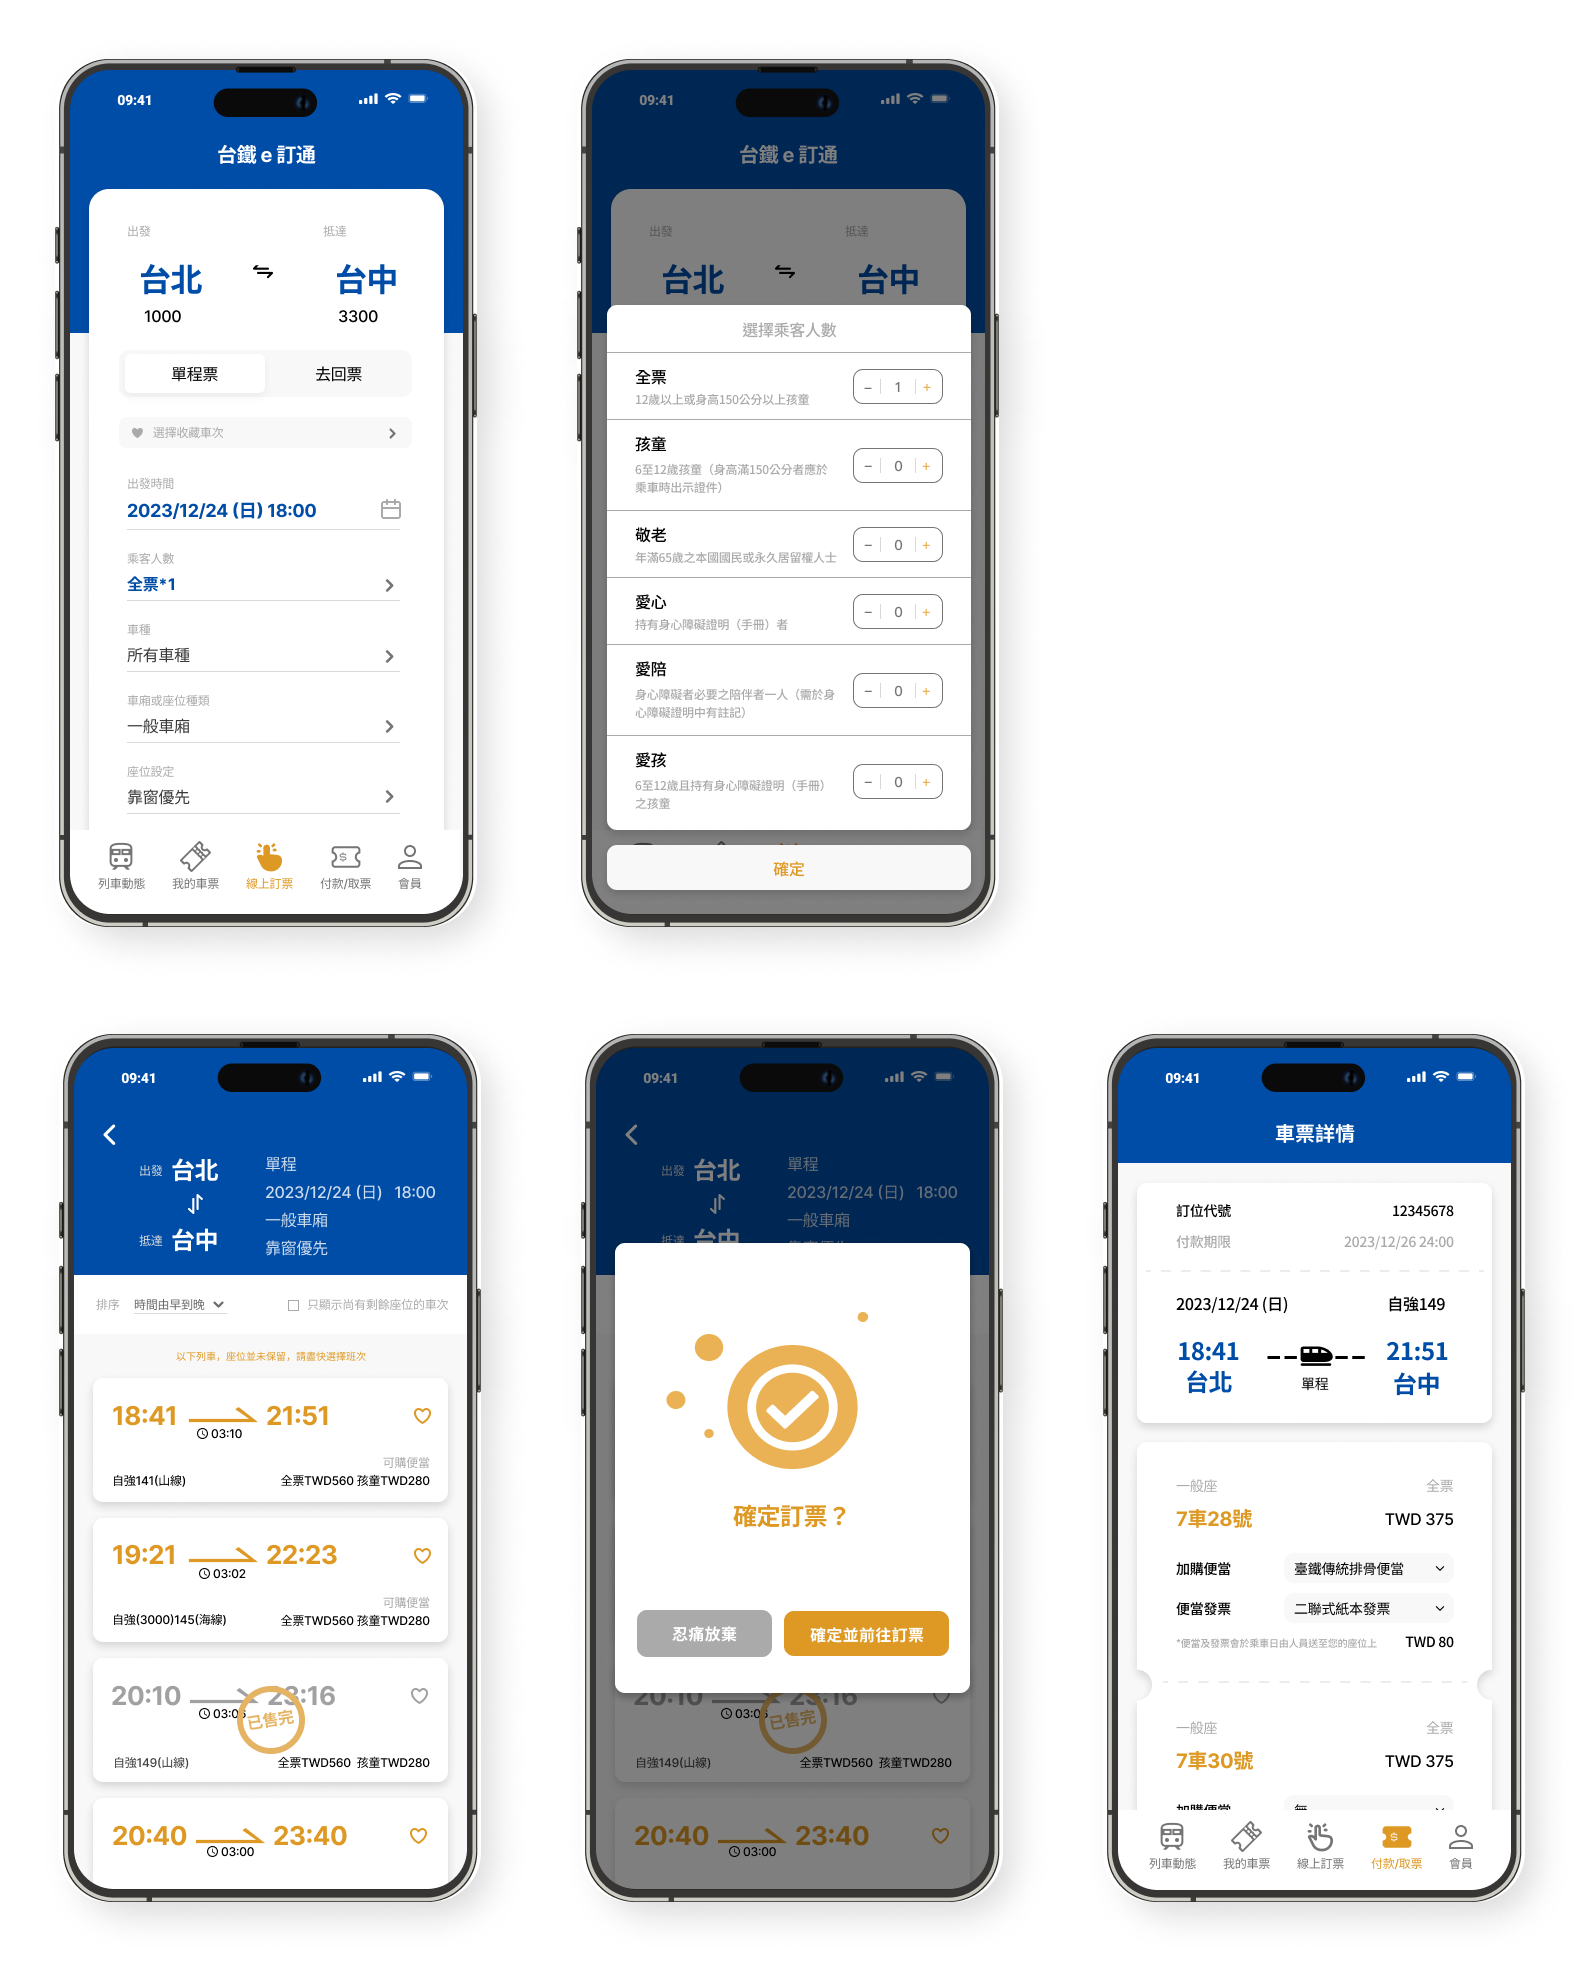 09:41
台鐵 e 訂通
出發
抵達
台北
台中
1000
3300
單程票
去回票
選擇收藏車次
出發時間
2023/12/24 (日) 18:00
乘客人數
全票*1
車種
所有車種
車廂或座位種類
一般車廂
座位設定
靠窗優先
列車動態
我的車票
線上訂票
付款/取票
會員
09:41
台鐵 e 訂通
出發
抵達
台北
台中
選擇乘客人數
全票
12歲以上或身高150公分以上孩童
− 1 +
孩童
6至12歲孩童（身高滿150公分者應於
乘車時出示證件）
− 0 +
敬老
年滿65歲之本國國民或永久居留權人士
− 0 +
愛心
持有身心障礙證明（手冊）者
− 0 +
愛陪
身心障礙者必要之陪伴者一人（需於身
心障礙證明中有註記）
− 0 +
愛孩
6至12歲且持有身心障礙證明（手冊）
之孩童
− 0 +
確定
09:41
出發 台北
抵達 台中
單程
2023/12/24 (日) 18:00
一般車廂
靠窗優先
排序 時間由早到晚
只顯示尚有剩餘座位的車次
以下列車，座位並未保留，請盡快選擇班次
18:41 21:51
03:10
可購便當
自強141(山線) 全票TWD560 孩童TWD280
19:21 22:23
03:02
可購便當
自強(3000)145(海線) 全票TWD560 孩童TWD280
20:10 23:16
03:06
已售完
自強149(山線) 全票TWD560 孩童TWD280
20:40 23:40
03:00
09:41
出發 台北
抵達 台中
單程
2023/12/24 (日) 18:00
一般車廂
靠窗優先
確定訂票？
忍痛放棄
確定並前往訂票
20:10 23:16
03:06
已售完
自強149(山線) 全票TWD560 孩童TWD280
20:40 23:40
03:00
09:41
車票詳情
訂位代號 12345678
付款期限 2023/12/26 24:00
2023/12/24 (日) 自強149
18:41 21:51
台北 單程 台中
一般座 全票
7車28號 TWD 375
加購便當 臺鐵傳統排骨便當
便當發票 二聯式紙本發票
*便當及發票會於乘車日由人員送至您的座位上 TWD 80
一般座 全票
7車30號 TWD 375
加購便當 無
列車動態
我的車票
線上訂票
付款/取票
會員